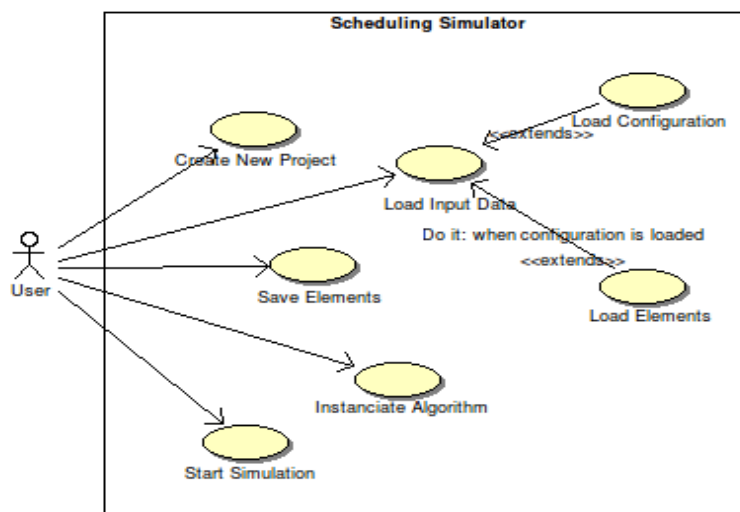 Scheduling Simulator
Load Configuration
<<extends>>
Create New Project
Load Input Data
Do it: when configuration is loaded
<<extends>>
User
Save Elements
Load Elements
Instanciate Algorithm
Start Simulation